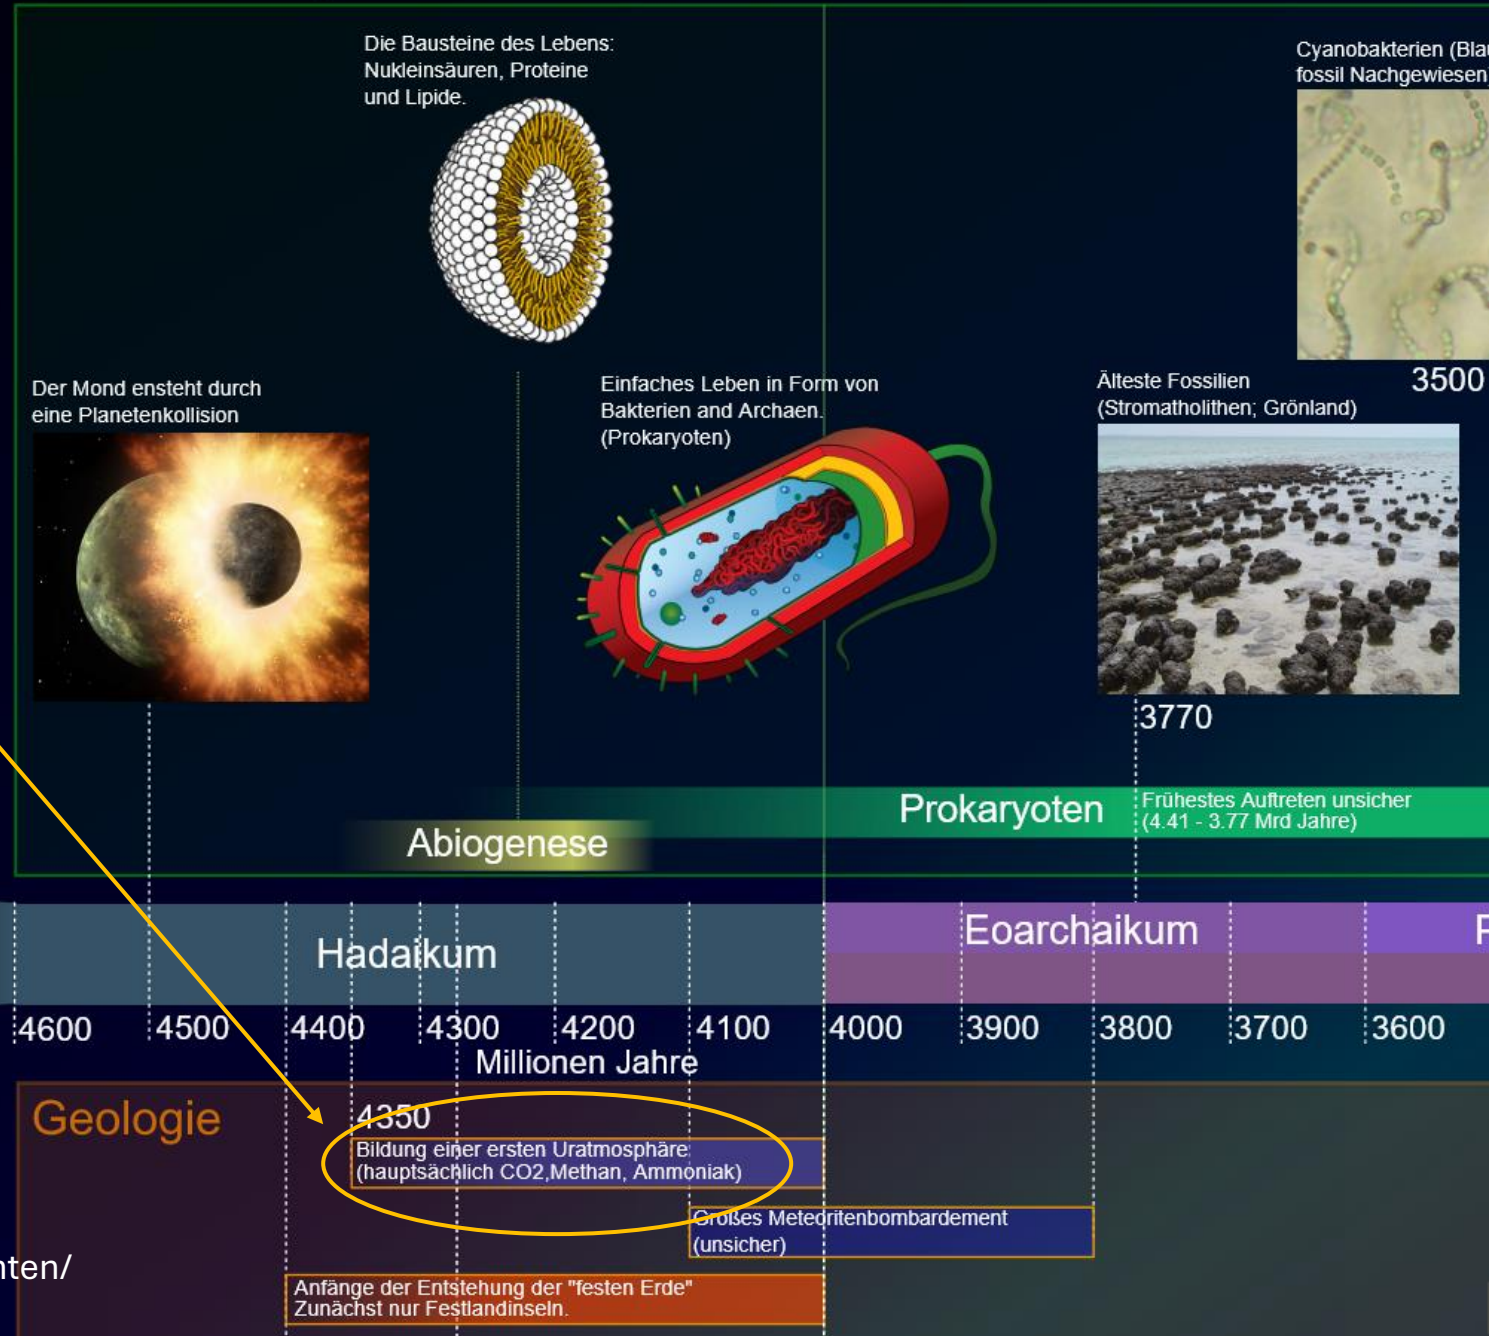 Die Bausteine des Lebens:
Nukleinsäuren, Proteine
und Lipide.
Cyanobakterien (Blau
fossil Nachgewiesen
3500
Der Mond ensteht durch
eine Planetenkollision
Einfaches Leben in Form von
Bakterien and Archaen.
(Prokaryoten)
Älteste Fossilien
(Stromatholithen; Grönland)
3770
Prokaryoten
Frühestes Auftreten unsicher
(4.41 - 3.77 Mrd Jahre)
Abiogenese
Hadaikum
Eoarchaikum
P
4600 4500 4400 4300 4200 4100 4000 3900 3800 3700 3600
Millionen Jahre
Geologie
4350
Bildung einer ersten Uratmosphäre
(hauptsächlich CO2,Methan, Ammoniak)
Großes Meteoritenbombardement
(unsicher)
nten/
Anfänge der Entstehung der "festen Erde"
Zunächst nur Festlandinseln.